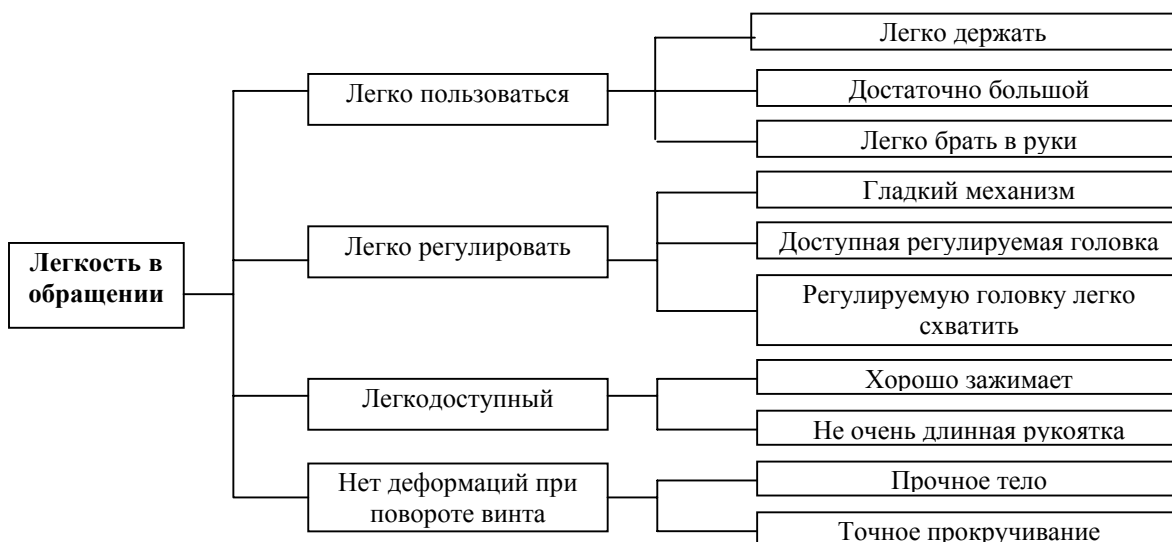 Легкость в
обращении
Легко пользоваться
Легко держать
Достаточно большой
Легко брать в руки
Легко регулировать
Гладкий механизм
Доступная регулируемая головка
Регулируемую головку легко
схватить
Легкодоступный
Хорошо зажимает
Не очень длинная рукоятка
Нет деформаций при
повороте винта
Прочное тело
Точное прокручивание